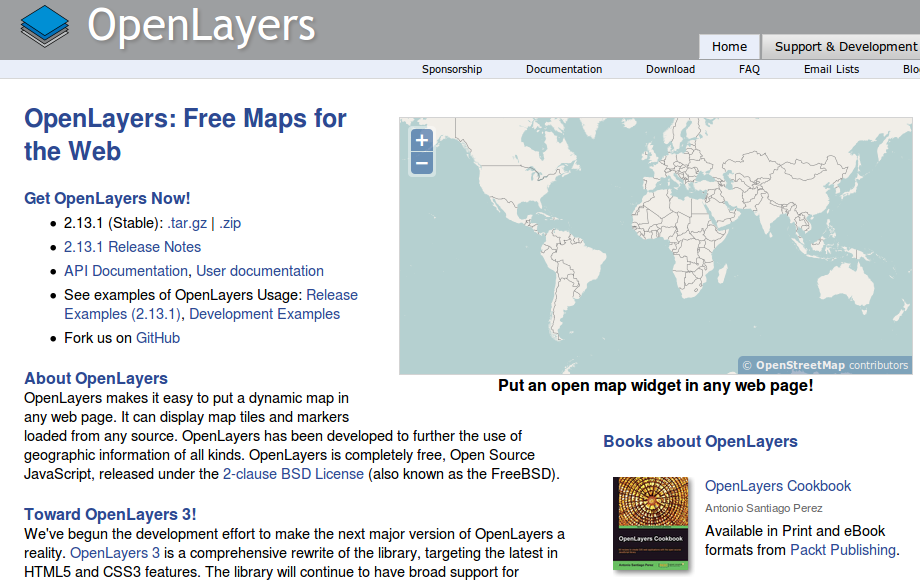 OpenLayers
Home
Support & Development
Sponsorship
Documentation
Download
FAQ
Email Lists
Blo
OpenLayers: Free Maps for
the Web
Get OpenLayers Now!
2.13.1 (Stable): .tar.gz | .zip
2.13.1 Release Notes
API Documentation, User documentation
See examples of OpenLayers Usage: Release
Examples (2.13.1), Development Examples
Fork us on GitHub
+
−
© OpenStreetMap contributors
Put an open map widget in any web page!
About OpenLayers
OpenLayers makes it easy to put a dynamic map in
any web page. It can display map tiles and markers
loaded from any source. OpenLayers has been developed to further the use of
geographic information of all kinds. OpenLayers is completely free, Open Source
JavaScript, released under the 2-clause BSD License (also known as the FreeBSD).
Toward OpenLayers 3!
We've begun the development effort to make the next major version of OpenLayers a
reality. OpenLayers 3 is a comprehensive rewrite of the library, targeting the latest in
HTML5 and CSS3 features. The library will continue to have broad support for
Books about OpenLayers
OpenLayers Cookbook
OpenLayers Cookbook
Antonio Santiago Perez
Available in Print and eBook
formats from Packt Publishing.